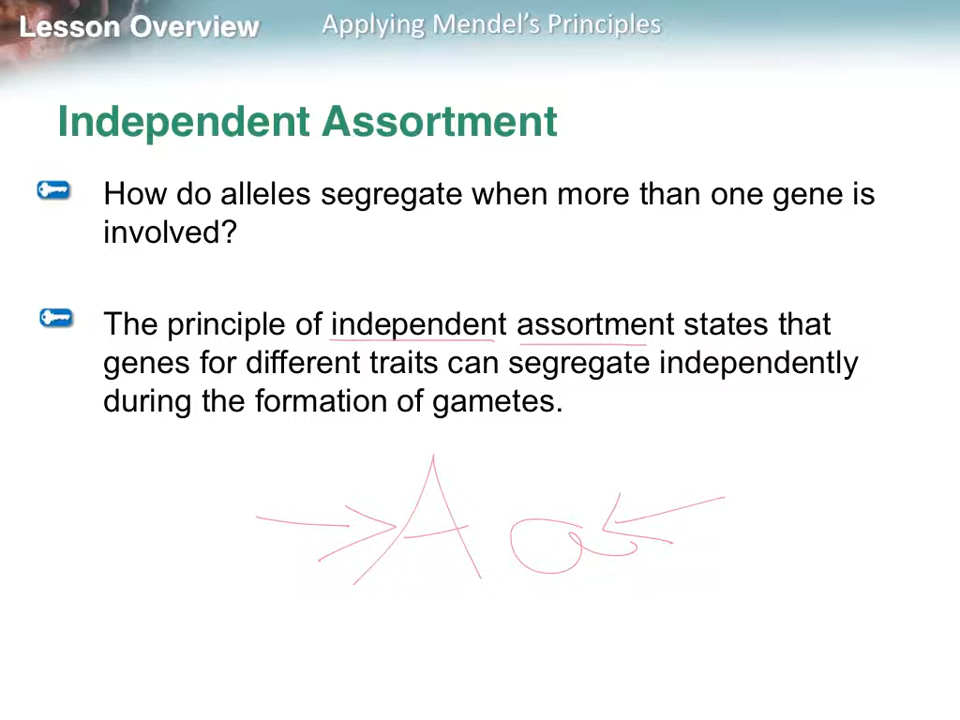 Lesson Overview Applying Mendel's Principles
Independent Assortment
How do alleles segregate when more than one gene is
involved?
The principle of independent assortment states that
genes for different traits can segregate independently
during the formation of gametes.
A a